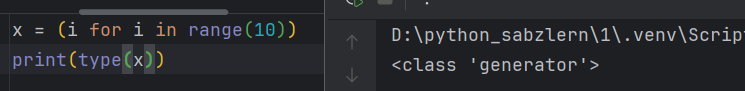 x = (i for i in range(10))
print(type(x))
D:\python_sabzlern\1\.venv\Script
<class 'generator'>